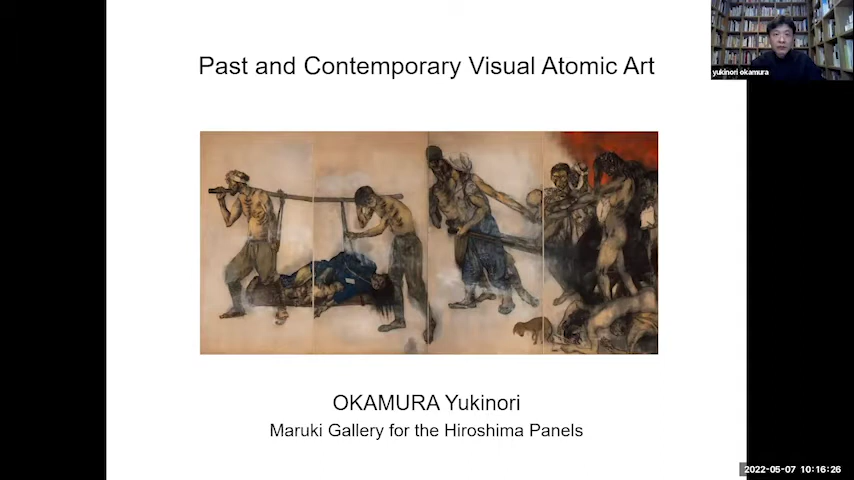 Past and Contemporary Visual Atomic Art
yukinori okamura
OKAMURA Yukinori
Maruki Gallery for the Hiroshima Panels
2022-05-07 10:16:26